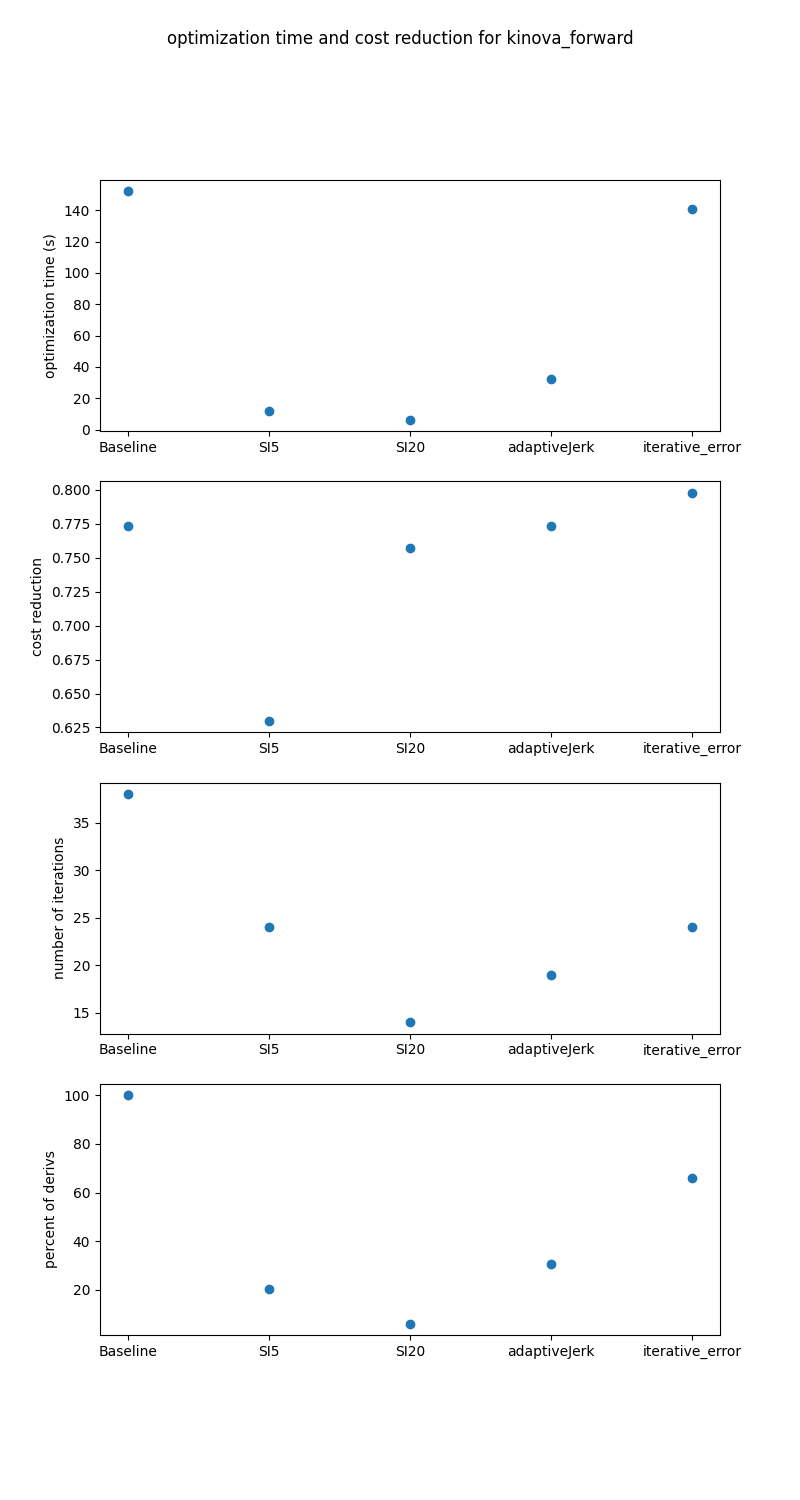 optimization time and cost reduction for kinova_forward
140
120
100
80
60
40
20
0
optimization time (s)
Baseline SI5 SI20 adaptiveJerk iterative_error
0.800
0.775
0.750
0.725
0.700
0.675
0.650
0.625
cost reduction
Baseline SI5 SI20 adaptiveJerk iterative_error
35
30
25
20
15
number of iterations
Baseline SI5 SI20 adaptiveJerk iterative_error
100
80
60
40
20
percent of derivs
Baseline SI5 SI20 adaptiveJerk iterative_error